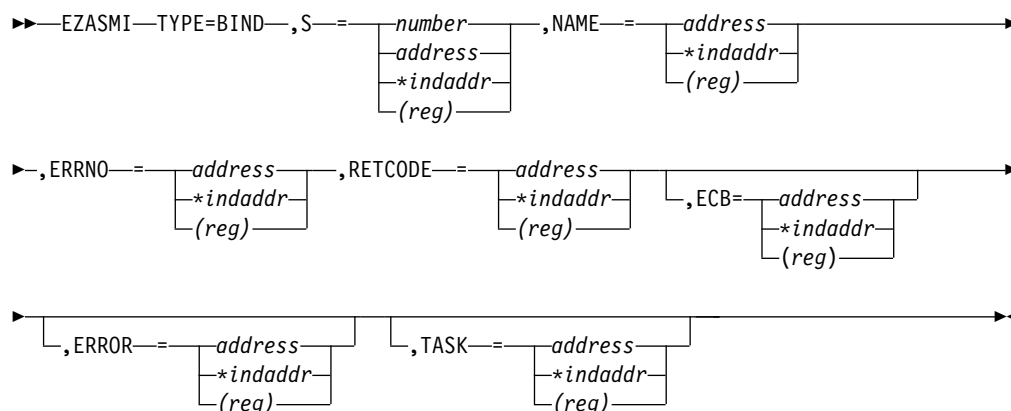 EZASMI TYPE=BIND ,S = number ,NAME = address
address *indaddr
*indaddr (reg)
(reg)
,ERRNO = address ,RETCODE = address
*indaddr *indaddr ,ECB= address
(reg) (reg) *indaddr
(reg)
,ERROR = address ,TASK = address
*indaddr *indaddr
(reg) (reg)